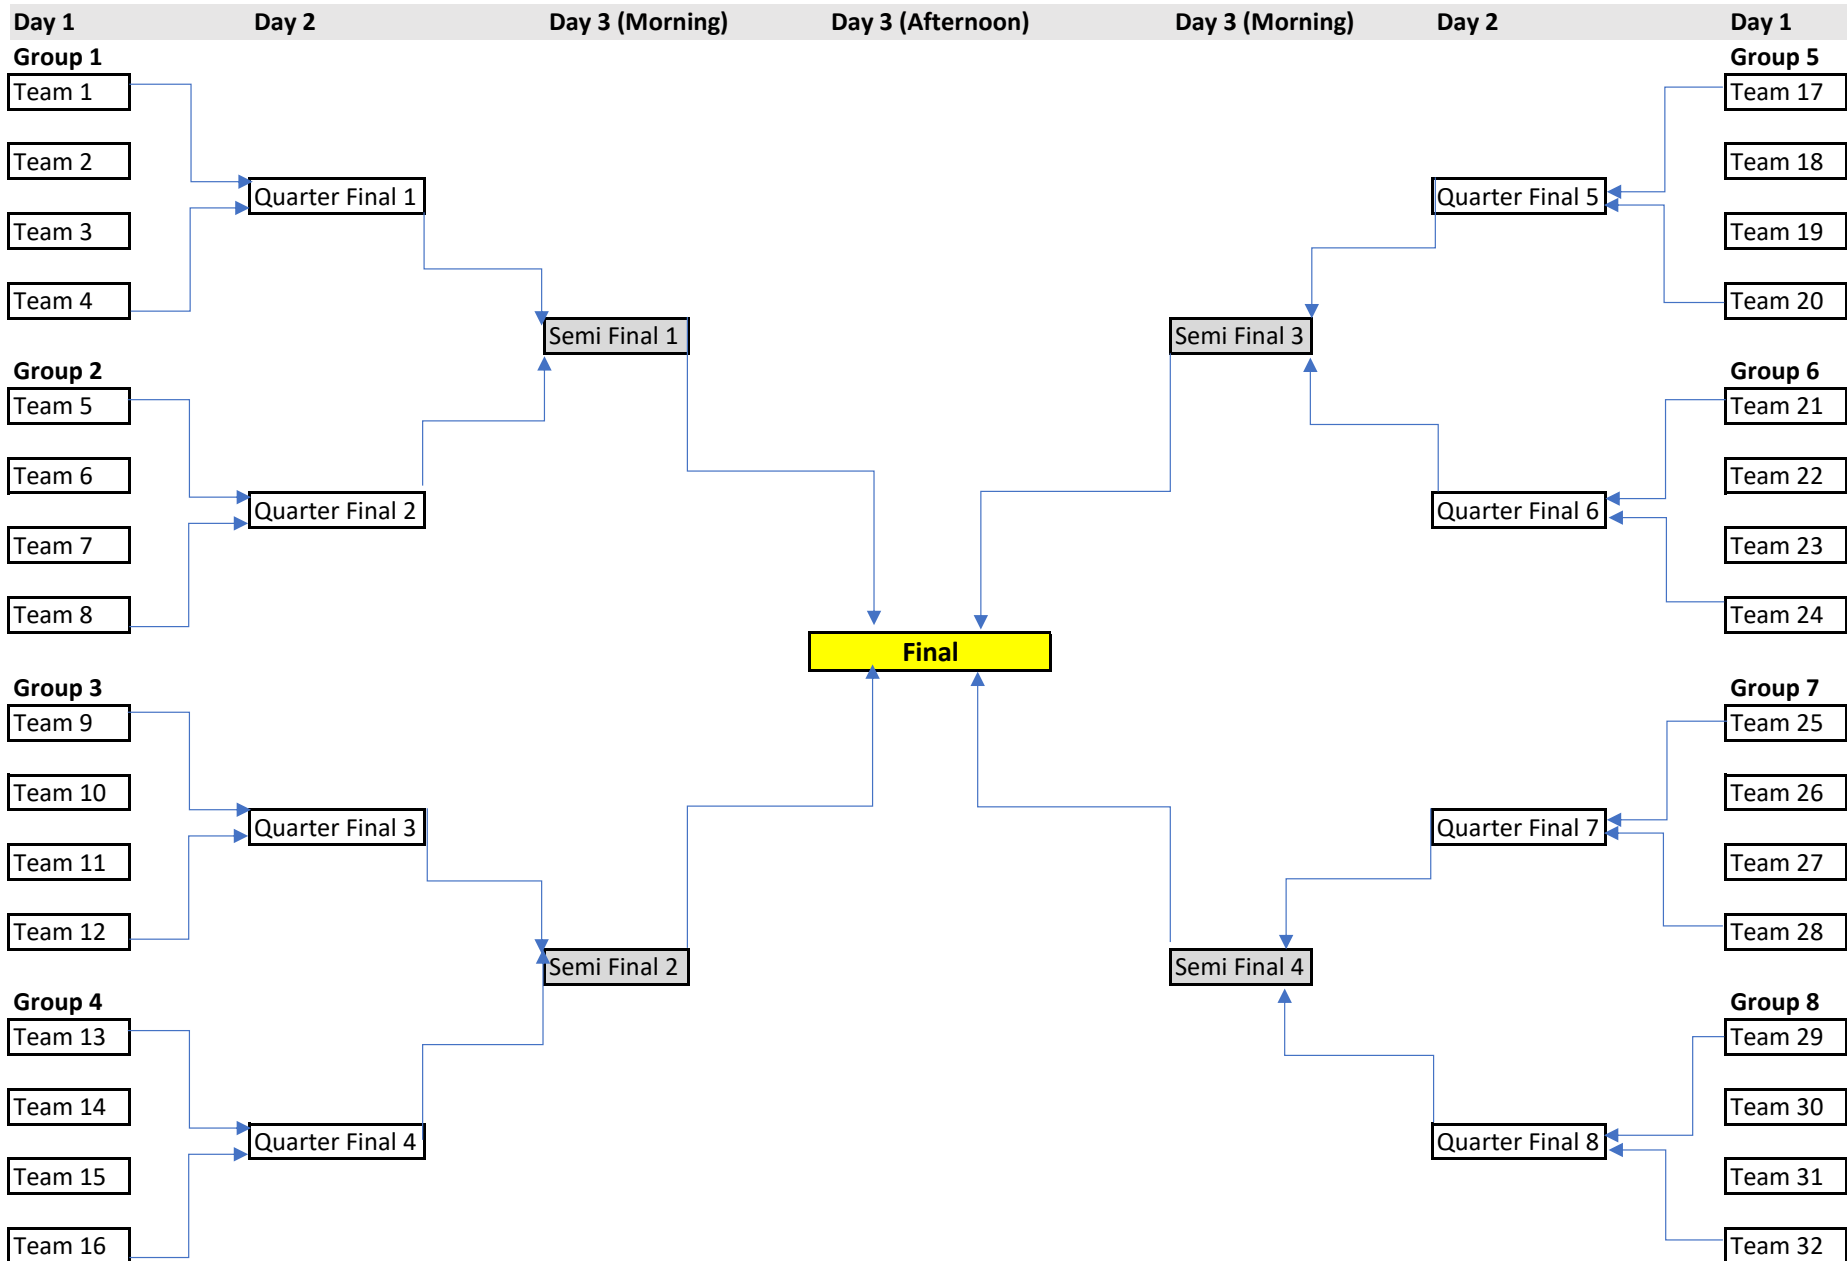 Day 1 Day 2 Day 3 (Morning) Day 3 (Afternoon) Day 3 (Morning) Day 2 Day 1
Group 1 Group 5
Team 1 Team 17
Team 2 Team 18
Quarter Final 1 Quarter Final 5
Team 3 Team 19
Team 4 Team 20
Semi Final 1 Semi Final 3
Group 2 Group 6
Team 5 Team 21
Team 6 Team 22
Quarter Final 2 Quarter Final 6
Team 7 Team 23
Team 8 Team 24
Final
Group 3 Group 7
Team 9 Team 25
Team 10 Team 26
Quarter Final 3 Quarter Final 7
Team 11 Team 27
Team 12 Team 28
Semi Final 2 Semi Final 4
Group 4 Group 8
Team 13 Team 29
Team 14 Team 30
Quarter Final 4 Quarter Final 8
Team 15 Team 31
Team 16 Team 32